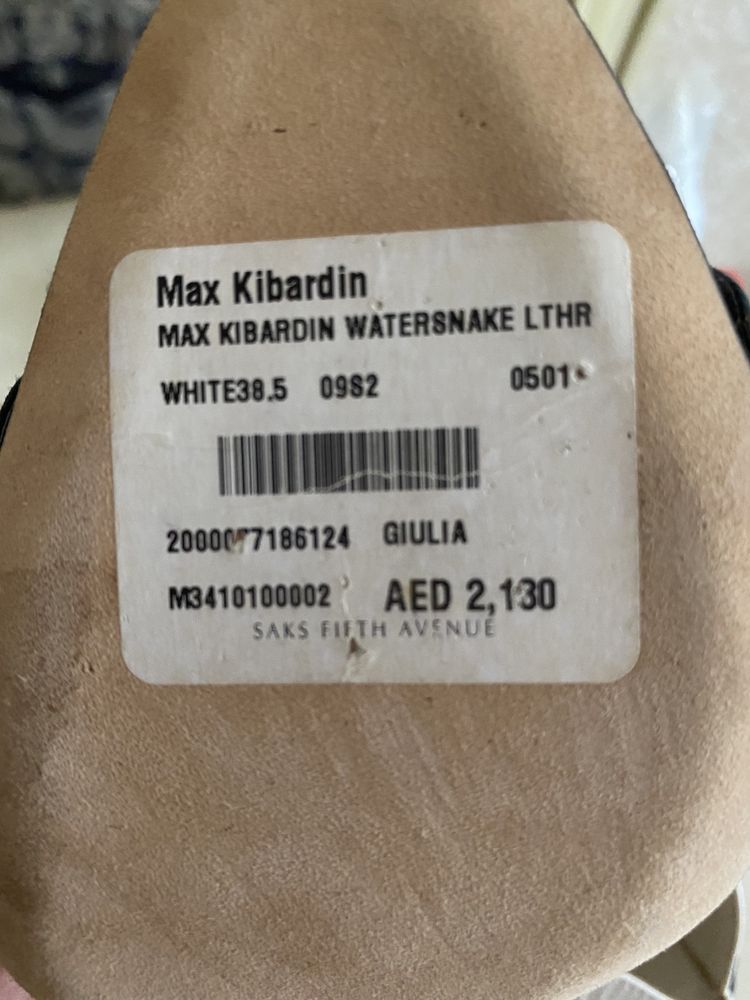 Max Kibardin
MAX KIBARDIN WATERSNAKE LTHR
WHITE38.5 09S2 0501
GIULIA
M3410100002 AED 2,130
SAKS FIFTH AVENUE